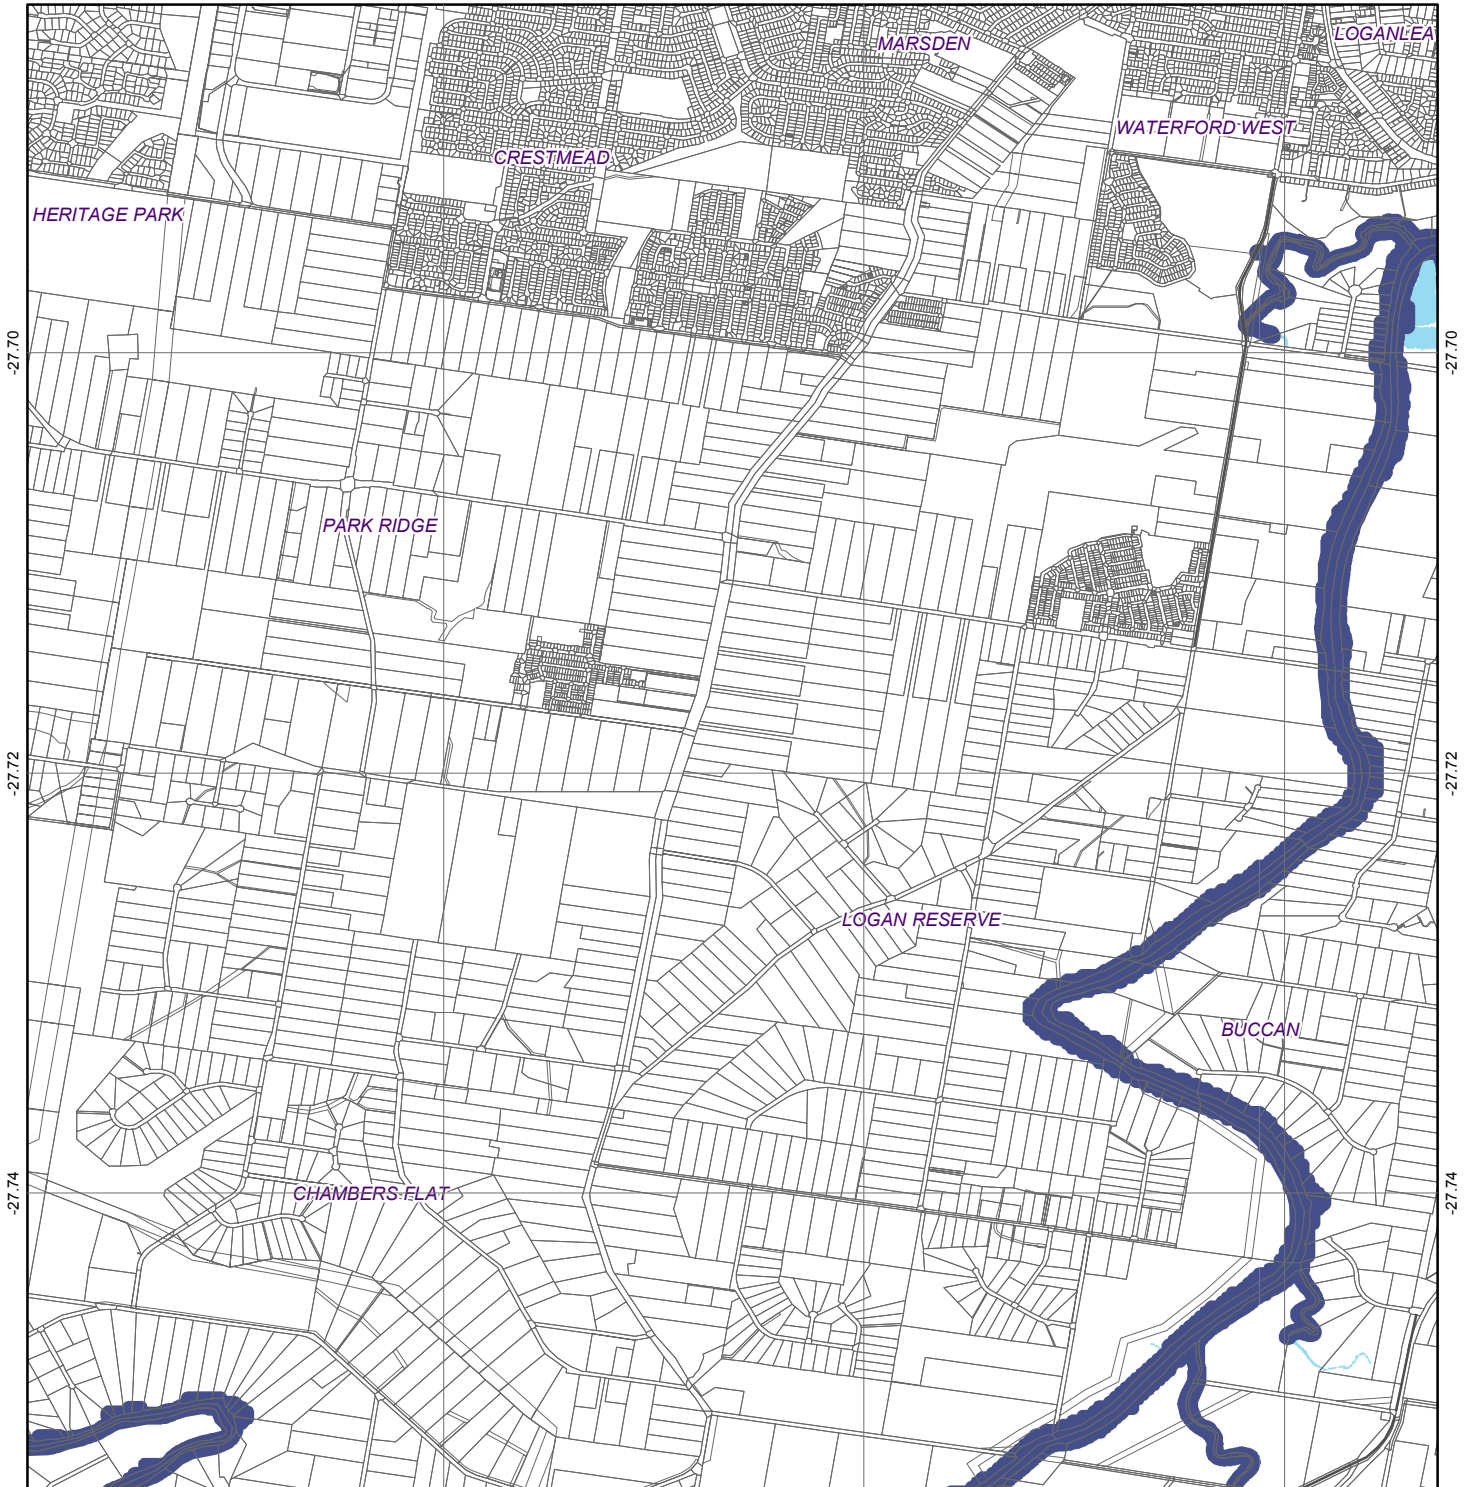 MARSDEN
LOGANLEA
WATERFORD WEST
CRESTMEAD
HERITAGE PARK
-27.70
-27.70
PARK RIDGE
-27.72
-27.72
LOGAN RESERVE
BUCCAN
-27.74
-27.74
CHAMBERS FLAT